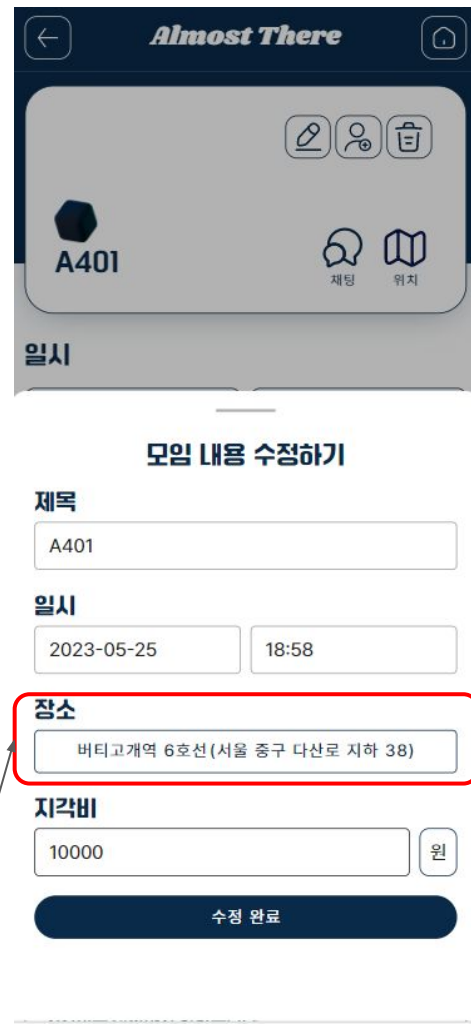 Almost There
A401
채팅 위치
일시
모임 내용 수정하기
제목
A401
일시
2023-05-25 18:58
장소
버티고개역 6호선(서울 중구 다산로 지하 38)
지각비
10000 원
수정 완료